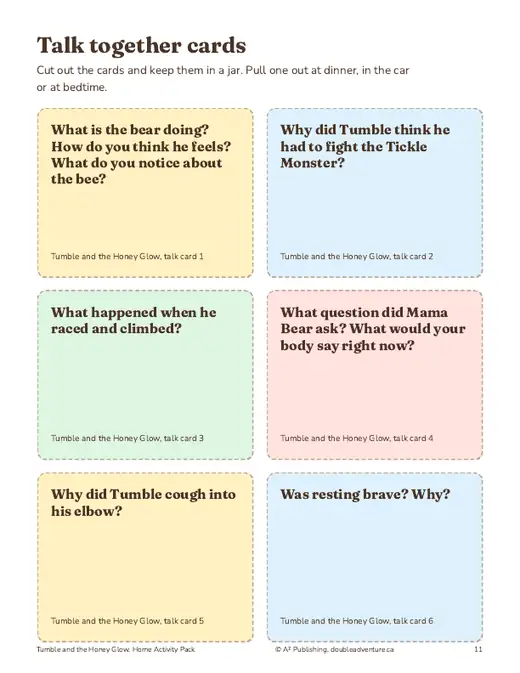 Talk together cards
Cut out the cards and keep them in a jar. Pull one out at dinner, in the car
or at bedtime.
What is the bear doing?
How do you think he feels?
What do you notice about
the bee?
Tumble and the Honey Glow, talk card 1
Why did Tumble think he
had to fight the Tickle
Monster?
Tumble and the Honey Glow, talk card 2
What happened when he
raced and climbed?
Tumble and the Honey Glow, talk card 3
What question did Mama
Bear ask? What would your
body say right now?
Tumble and the Honey Glow, talk card 4
Why did Tumble cough into
his elbow?
Tumble and the Honey Glow, talk card 5
Was resting brave? Why?
Tumble and the Honey Glow, talk card 6
Tumble and the Honey Glow. Home Activity Pack
© A² Publishing, doubleadventure.ca
11